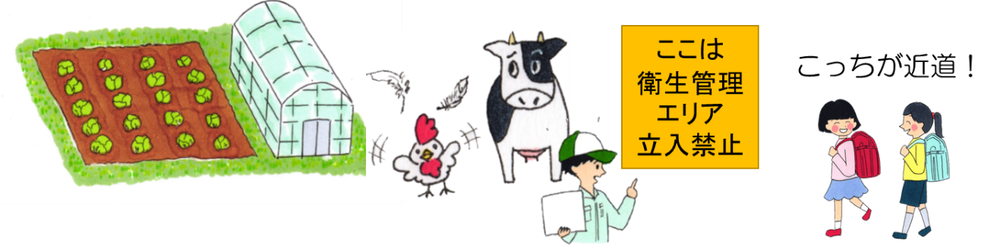 ここは
衛生管理
エリア
立入禁止
こっちが近道！